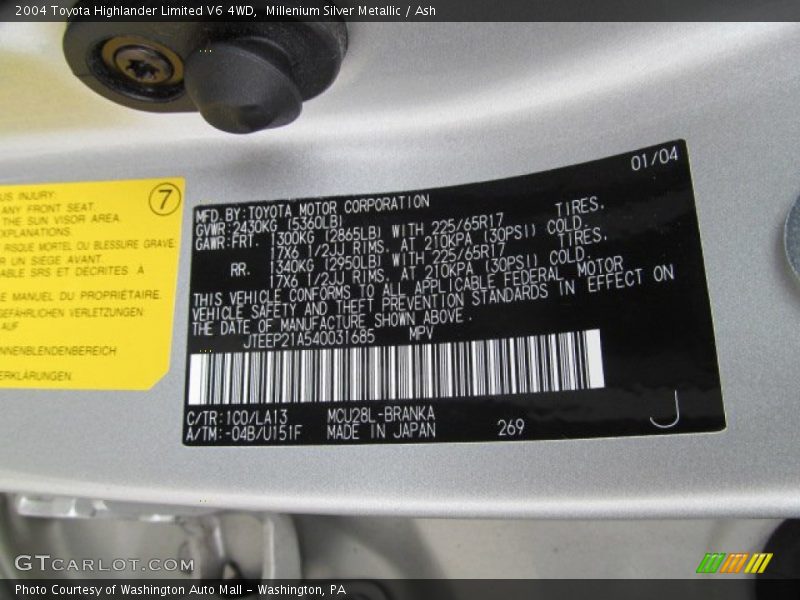 2004 Toyota Highlander Limited V6 4WD, Millenium Silver Metallic / Ash
7
US INJURY:
ANY FRONT SEAT.
THE SUN VISOR AREA.
EXPLANATIONS.
RISQUE MORTEL OU BLESSURE GRAVE
R UN SIEGE AVANT.
ABLE SRS ET DÉCRITES À
E MANUEL DU PROPRIÉTAIRE.
GEFÄHRLICHEN VERLETZUNGEN:
AUF
NNENBLENDENBEREICH
ERKLÄRUNGEN.
01/04
MFD. BY: TOYOTA MOTOR CORPORATION
GVWR: 2430KG (5360LB)
GAWR: FRT. 1300KG (2865LB) WITH 225/65R17 TIRES.
17X6 1/2JJ RIMS. AT 210KPA (30PSI) COLD.
RR. 1340KG (2950LB) WITH 225/65R17 TIRES.
17X6 1/2JJ RIMS. AT 210KPA (30PSI) COLD.
THIS VEHICLE CONFORMS TO ALL APPLICABLE FEDERAL MOTOR
VEHICLE SAFETY AND THEFT PREVENTION STANDARDS IN EFFECT ON
THE DATE OF MANUFACTURE SHOWN ABOVE.
JTEEP21A540031685 MPV
C/TR: 1C0/LA13 MCU28L-BRANKA
A/TM: -04B/U151F MADE IN JAPAN 269
J
GTCARLOT.COM
Photo Courtesy of Washington Auto Mall - Washington, PA